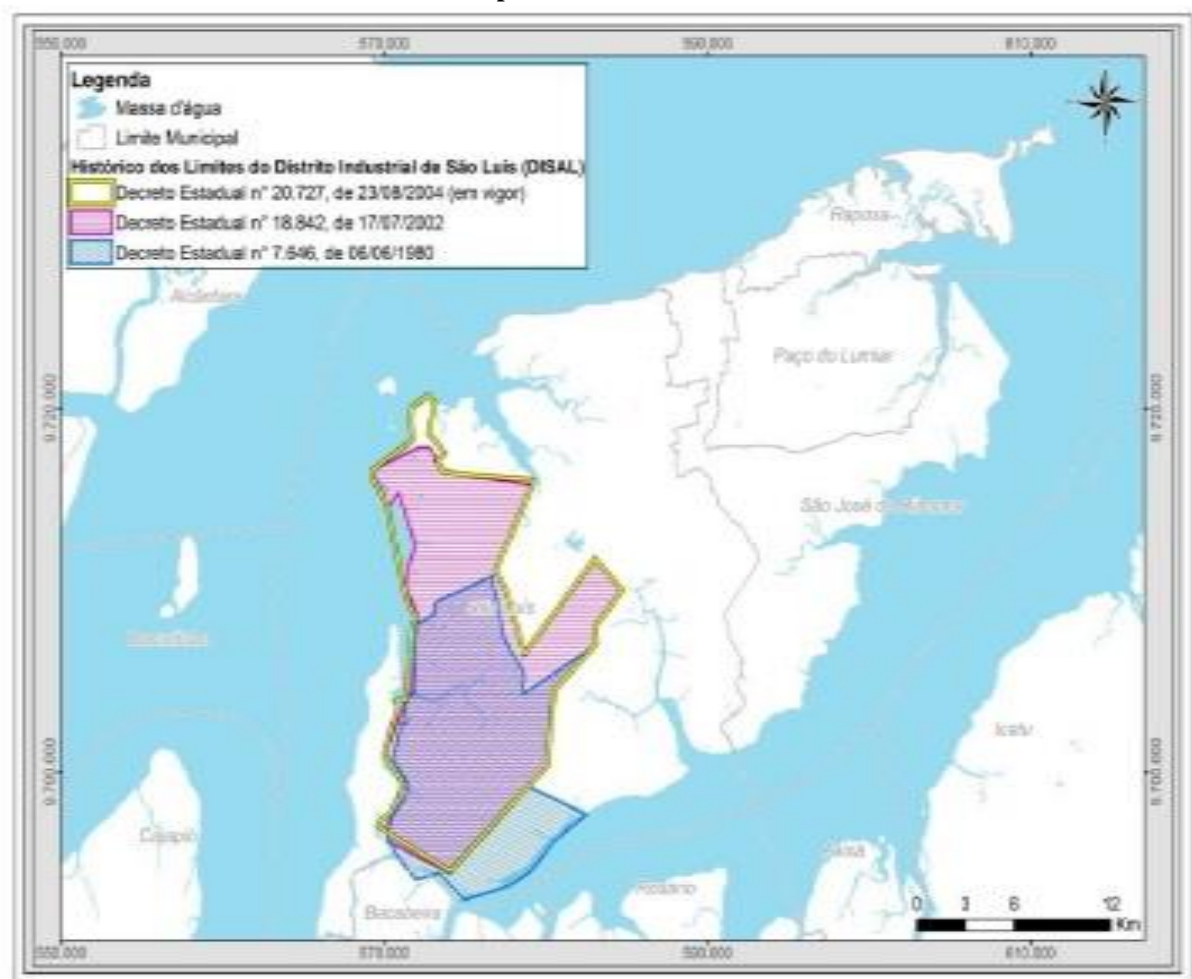 550.000 570.000 590.000 610.000
Legenda
Massa d'água
Limite Municipal
Histórico dos Limites do Distrito Industrial de São Luís (DISAL)
Decreto Estadual n° 20.727, de 23/08/2004 (em vigor)
Decreto Estadual n° 18.842, de 17/07/2002
Decreto Estadual n° 7.646, de 06/06/1980
Raposa
Alcântara
Paço do Lumiar
9.720.000 9.720.000
São José de Ribamar
São Luís
Icatu
9.700.000 9.700.000
Cajapió
Axixá
Rosário
Bacabeira
0 3 6 12
Km
550.000 570.000 590.000 610.000